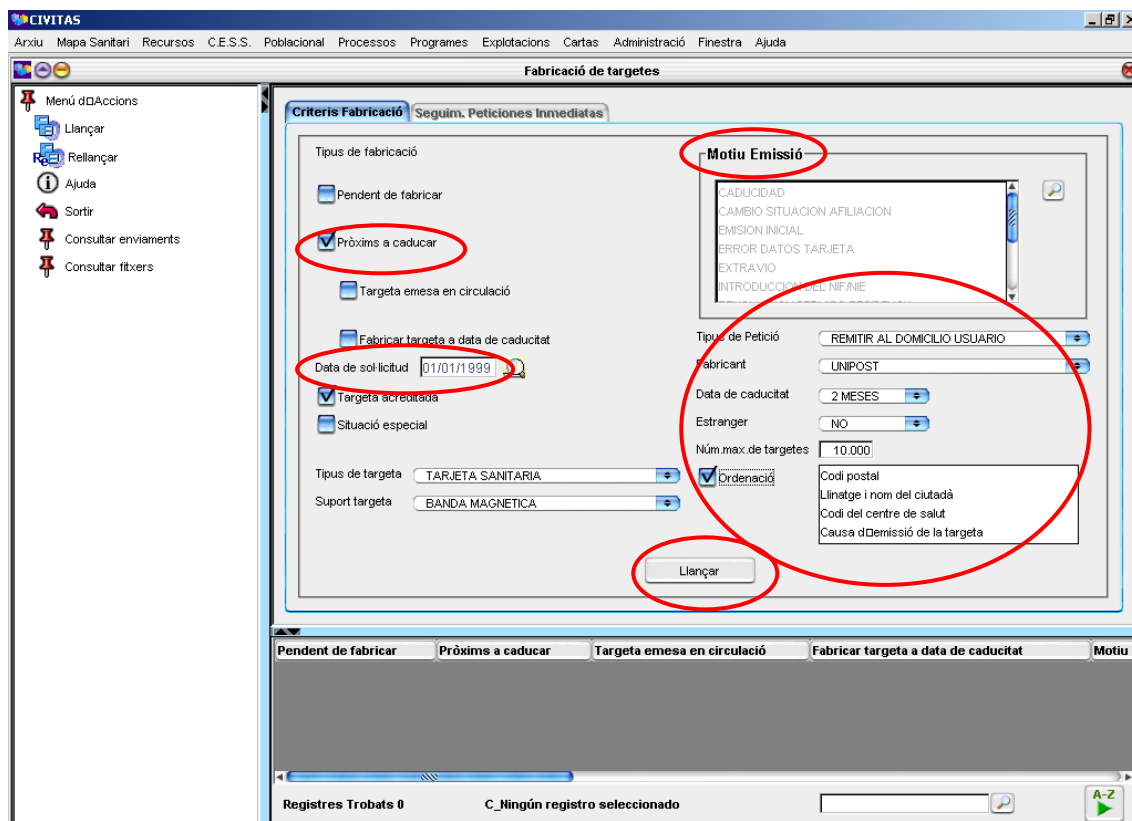 CIVITAS
Arxiu Mapa Sanitari Recursos C.E.S.S. Poblacional Processos Programes Explotacions Cartas Administració Finestra Ajuda
Fabricació de targetes
Menú d□Accions
Llançar
Rellançar
Ajuda
Sortir
Consultar enviaments
Consultar fitxers
Criteris Fabricació Seguim. Peticiones Inmediatas
Tipus de fabricació
Pendent de fabricar
Pròxims a caducar
Targeta emesa en circulació
Fabricar targeta a data de caducitat
Data de sol·licitud 01/01/1999
Targeta acreditada
Situació especial
Tipus de targeta TARJETA SANITARIA
Suport targeta BANDA MAGNETICA
Motiu Emissió
CADUCIDAD
CAMBIO SITUACION AFILIACION
EMISION INICIAL
ERROR DATOS TARJETA
EXTRAVIO
INTRODUCCION DEL NIF/NIE
Tipus de Petició REMITIR AL DOMICILIO USUARIO
Fabricant UNIPOST
Data de caducitat 2 MESES
Estranger NO
Núm.max.de targetes 10.000
Ordenació
Codi postal
Llinatge i nom del ciutadà
Codi del centre de salut
Causa d□emissió de la targeta
Llançar
Pendent de fabricar Pròxims a caducar Targeta emesa en circulació Fabricar targeta a data de caducitat Motiu
Registres Trobats 0 C_Ningún registro seleccionado
A-Z